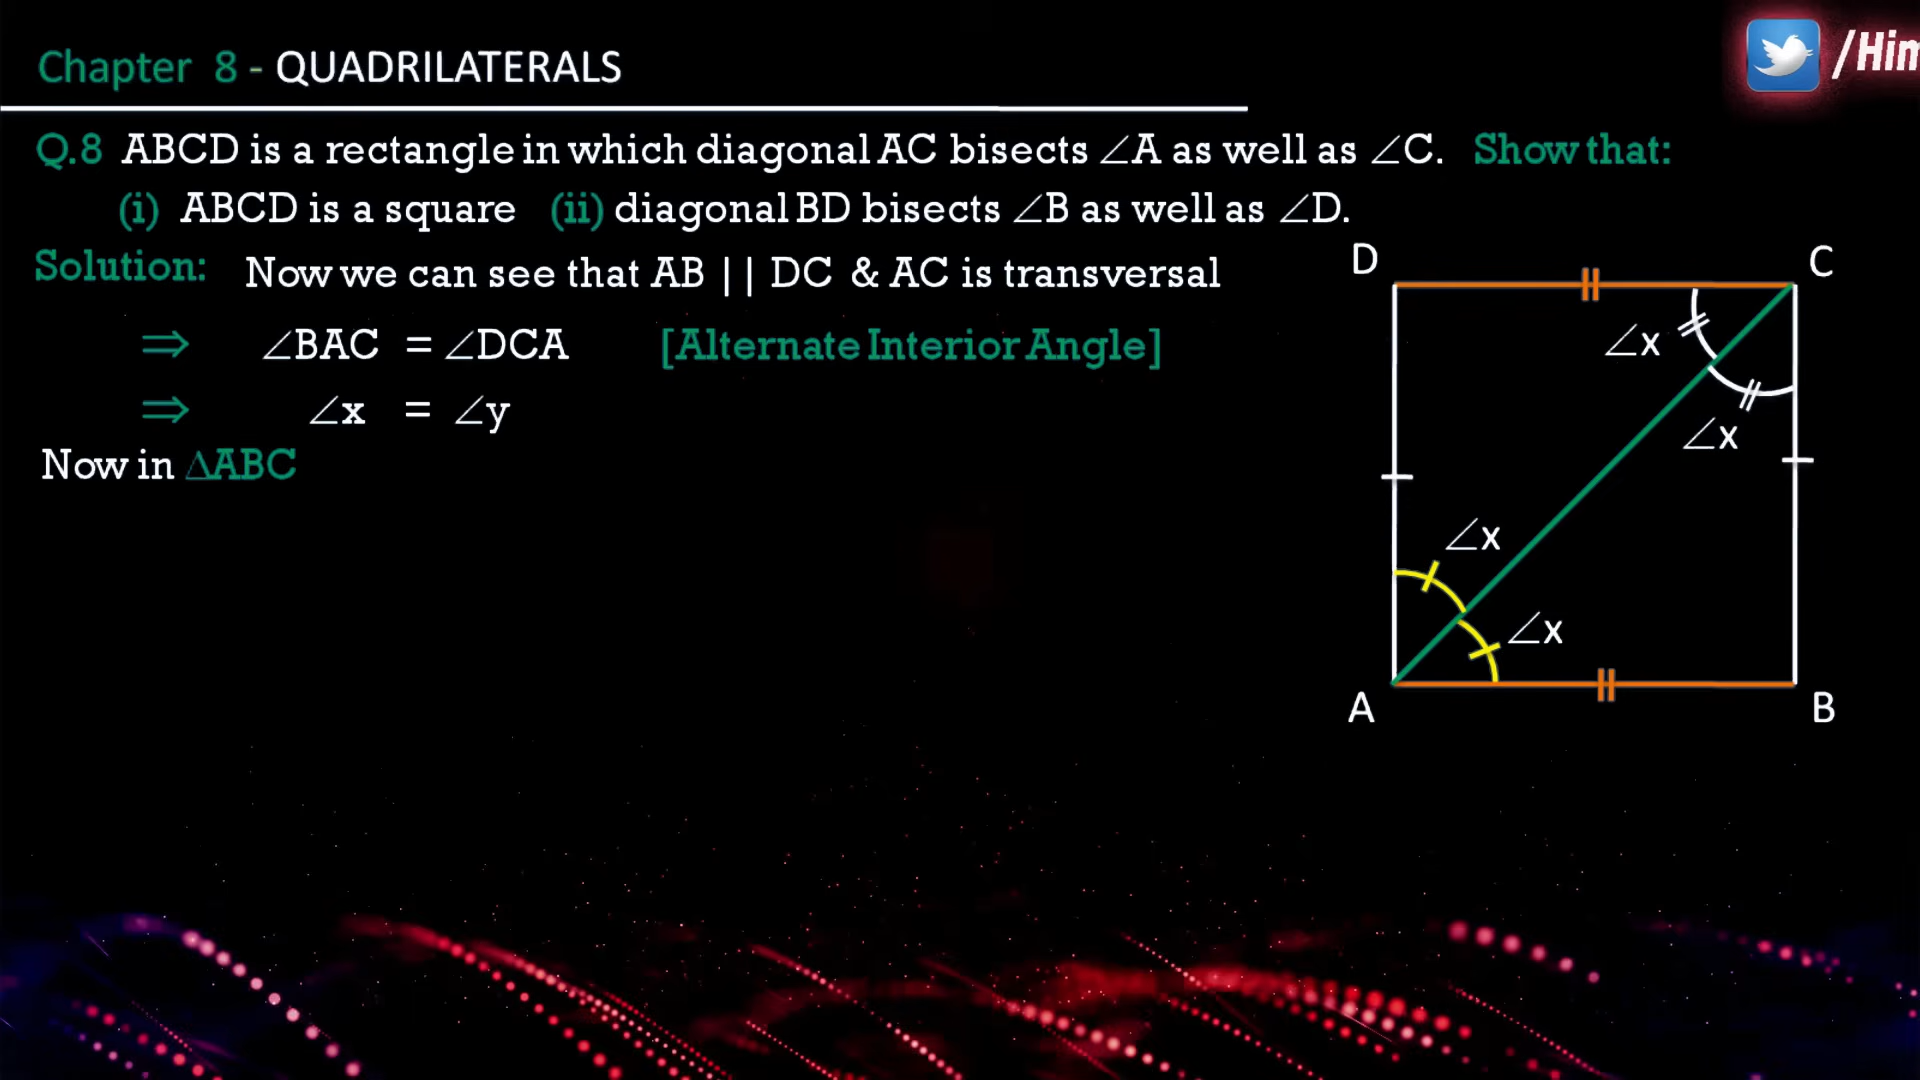 Chapter 8 - QUADRILATERALS
/Him
Q.8 ABCD is a rectangle in which diagonal AC bisects ∠A as well as ∠C. Show that:
(i) ABCD is a square (ii) diagonal BD bisects ∠B as well as ∠D.
Solution: Now we can see that AB || DC & AC is transversal
⇒ ∠BAC = ∠DCA [Alternate Interior Angle]
⇒ ∠x = ∠y
Now in ∆ABC
D
C
∠x
∠x
∠x
∠x
A
B